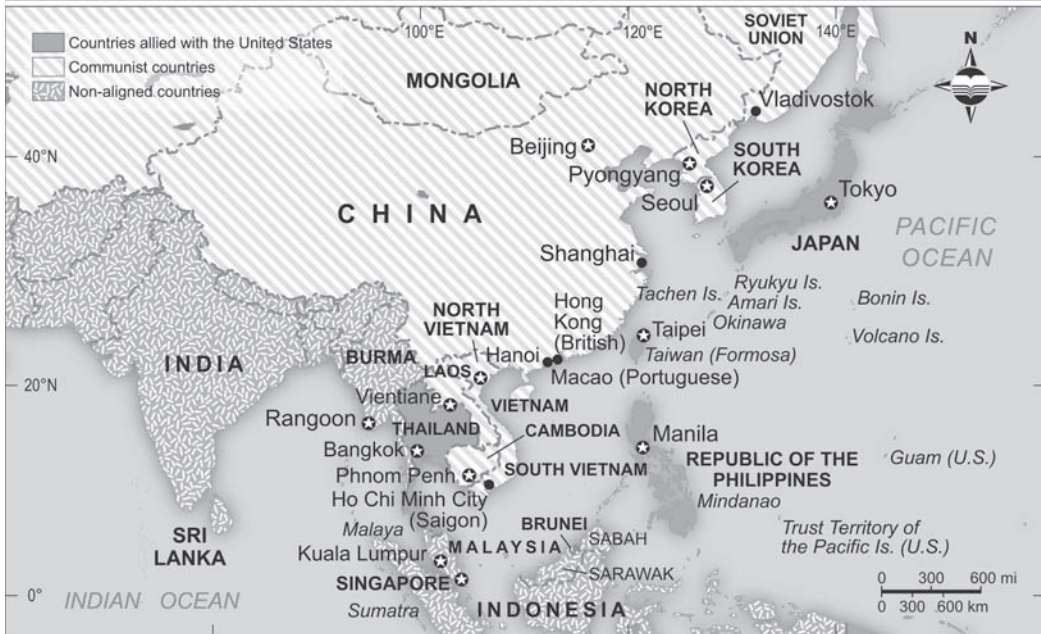 Countries allied with the United States
Communist countries
Non-aligned countries
100°E
120°E
140°E
SOVIET
UNION
N
MONGOLIA
NORTH
KOREA
Vladivostok
Beijing
40°N
Pyongyang
SOUTH
KOREA
Seoul
Tokyo
CHINA
JAPAN
PACIFIC
OCEAN
Shanghai
Tachen Is.
Ryukyu Is.
Amari Is.
Okinawa
Bonin Is.
Volcano Is.
Hong
Kong
(British)
NORTH
VIETNAM
Hanoi
Taipei
Taiwan (Formosa)
INDIA
BURMA
LAOS
Macao (Portuguese)
20°N
Vientiane
VIETNAM
Rangoon
THAILAND
CAMBODIA
Manila
Bangkok
REPUBLIC OF THE
PHILIPPINES
Guam (U.S.)
Phnom Penh
SOUTH VIETNAM
Mindanao
Ho Chi Minh City
(Saigon)
SRI
LANKA
Malaya
BRUNEI
SABAH
Trust Territory of
the Pacific Is. (U.S.)
Kuala Lumpur
MALAYSIA
SARAWAK
SINGAPORE
0 300 600 mi
0 300 .600 km
0°
INDIAN OCEAN
Sumatra
INDONESIA